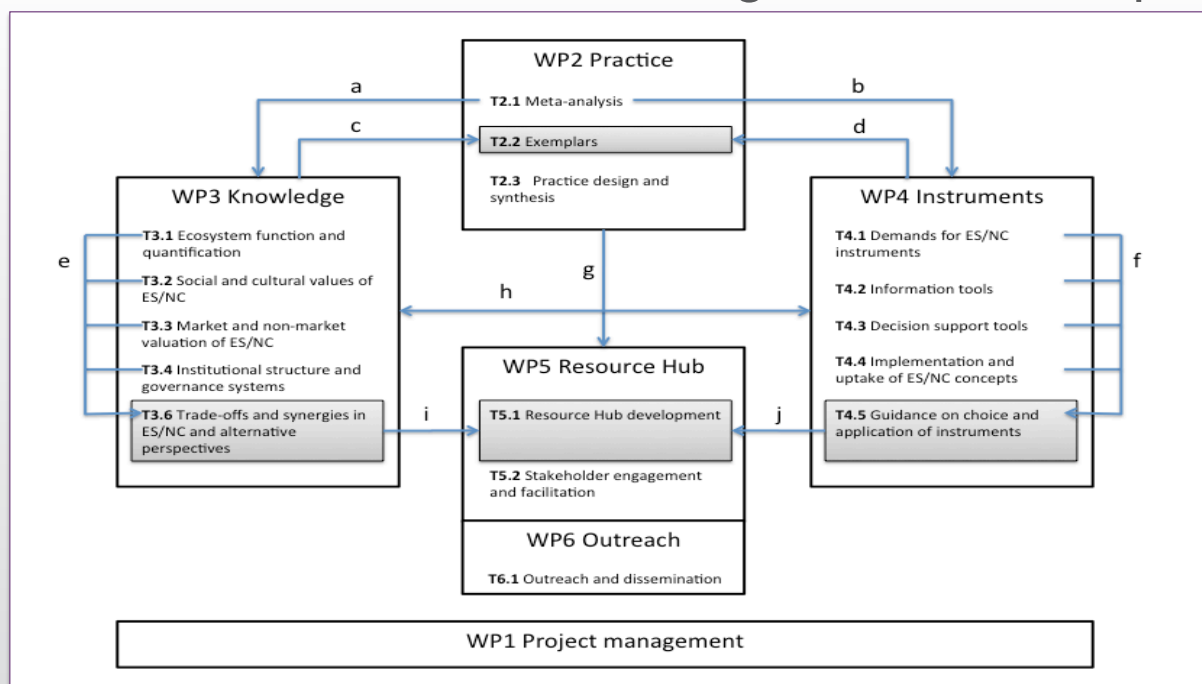 WP2 Practice
a
b
T2.1 Meta-analysis
c
d
T2.2 Exemplars
T2.3 Practice design and
synthesis
WP3 Knowledge
T3.1 Ecosystem function and
quantification
e
T3.2 Social and cultural values of
ES/NC
T3.3 Market and non-market
valuation of ES/NC
T3.4 Institutional structure and
governance systems
T3.6 Trade-offs and synergies in
ES/NC and alternative
perspectives
WP4 Instruments
T4.1 Demands for ES/NC
instruments
f
T4.2 Information tools
T4.3 Decision support tools
T4.4 Implementation and
uptake of ES/NC concepts
T4.5 Guidance on choice and
application of instruments
g
h
WP5 Resource Hub
i
T5.1 Resource Hub development
j
T5.2 Stakeholder engagement
and facilitation
WP6 Outreach
T6.1 Outreach and dissemination
WP1 Project management